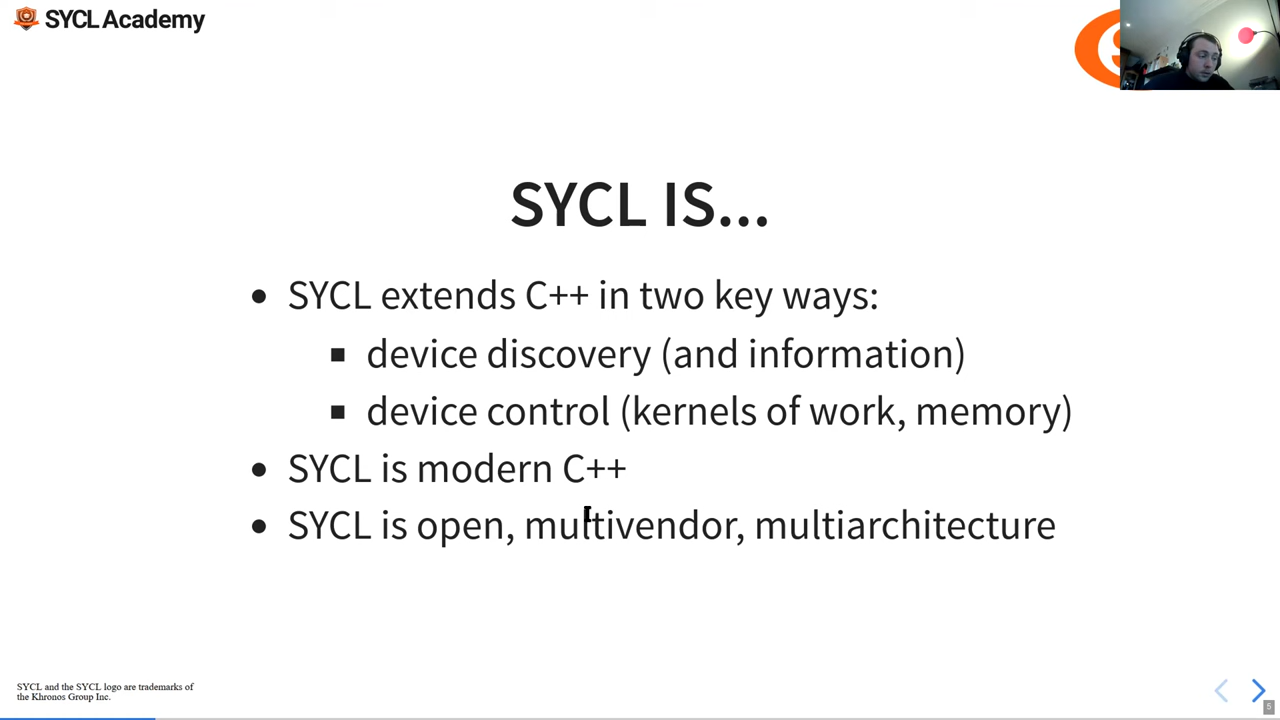 SYCL Academy
SYCL IS...
• SYCL extends C++ in two key ways:
▪ device discovery (and information)
▪ device control (kernels of work, memory)
• SYCL is modern C++
• SYCL is open, multivendor, multiarchitecture
SYCL and the SYCL logo are trademarks of
the Khronos Group Inc.
5